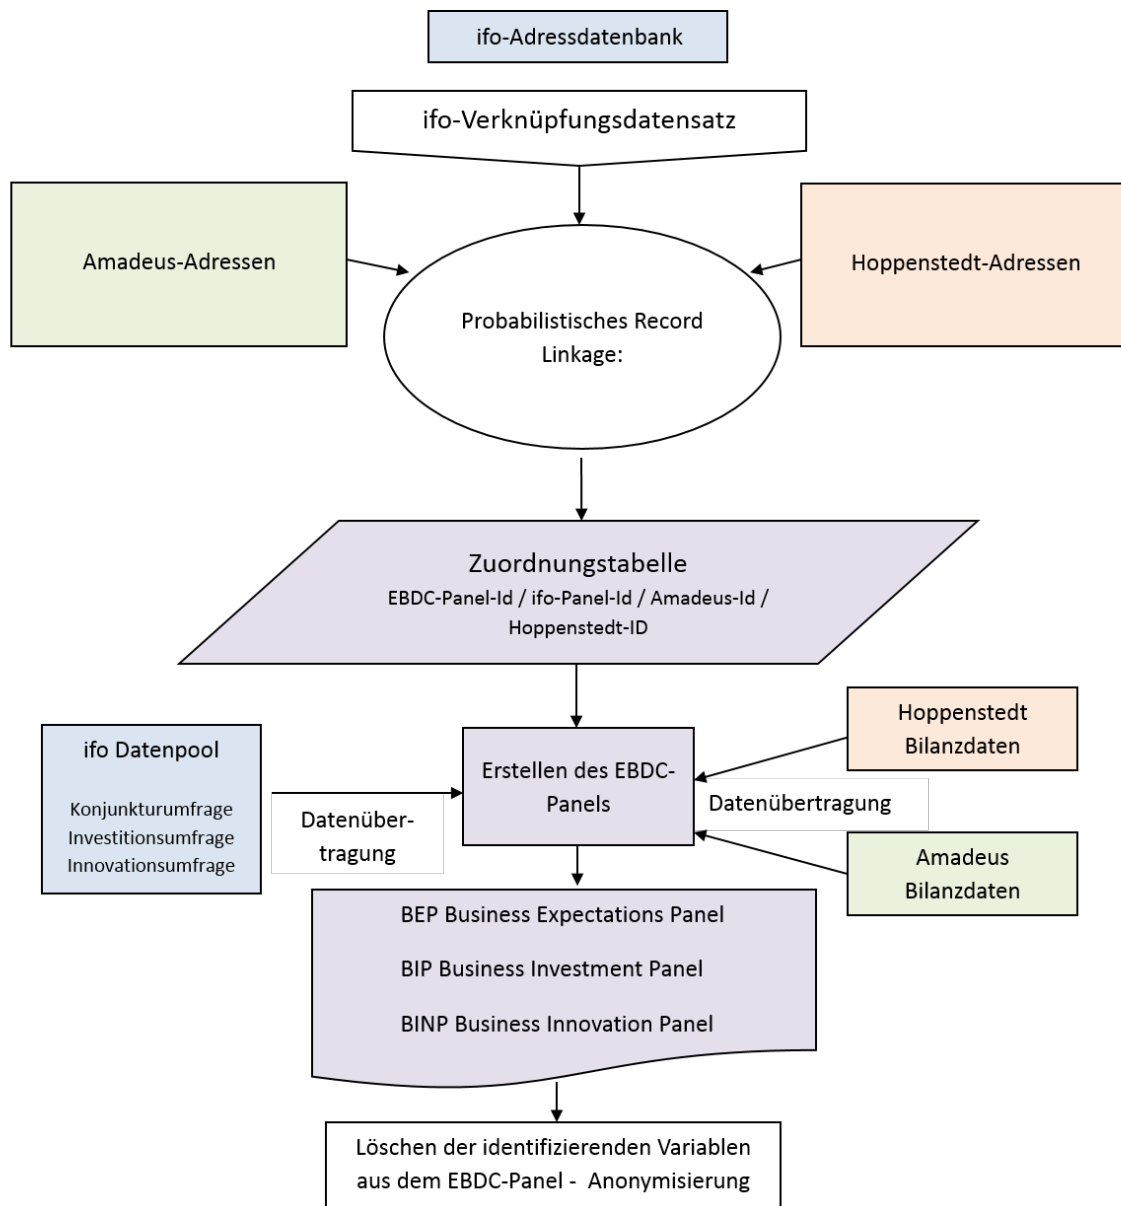 ifo-Adressdatenbank
ifo-Verknüpfungsdatensatz
Amadeus-Adressen
Hoppenstedt-Adressen
Probabilistisches Record
Linkage:
Zuordnungstabelle
EBDC-Panel-Id / ifo-Panel-Id / Amadeus-Id /
Hoppenstedt-ID
ifo Datenpool
Konjunkturumfrage
Investitionsumfrage
Innovationsumfrage
Datenüber-
tragung
Erstellen des EBDC-
Panels
Hoppenstedt
Bilanzdaten
Datenübertragung
Amadeus
Bilanzdaten
BEP Business Expectations Panel
BIP Business Investment Panel
BINP Business Innovation Panel
Löschen der identifizierenden Variablen
aus dem EBDC-Panel - Anonymisierung